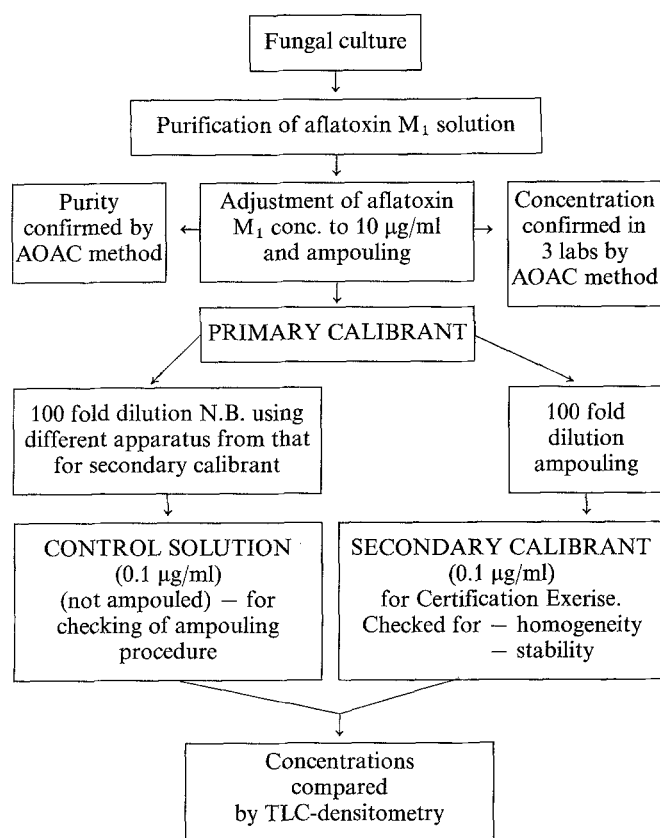 Fungal culture
Purification of aflatoxin M₁ solution
Purity
confirmed by
AOAC method
Adjustment of aflatoxin
M₁ conc. to 10 μg/ml
and ampouling
Concentration
confirmed in
3 labs by
AOAC method
PRIMARY CALIBRANT
100 fold dilution N.B. using
different apparatus from that
for secondary calibrant
100 fold
dilution
ampouling
CONTROL SOLUTION
(0.1 μg/ml)
(not ampouled) – for
checking of ampouling
procedure
SECONDARY CALIBRANT
(0.1 μg/ml)
for Certification Exerise.
Checked for – homogeneity
– stability
Concentrations
compared
by TLC-densitometry